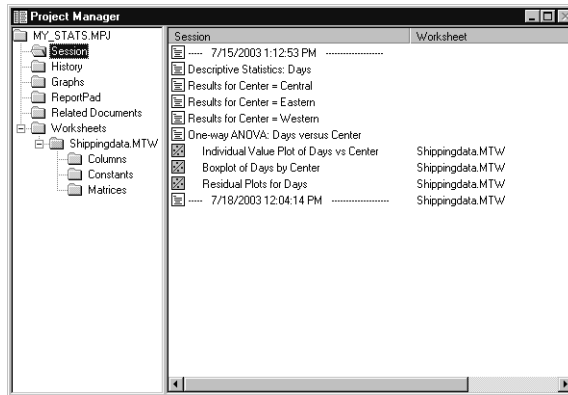 Project Manager
MY_STATS.MPJ
Session
History
Graphs
ReportPad
Related Documents
Worksheets
Shippingdata.MTW
Columns
Constants
Matrices
Session Worksheet
----- 7/15/2003 1:12:53 PM --------------------
Descriptive Statistics: Days
Results for Center = Central
Results for Center = Eastern
Results for Center = Western
One-way ANOVA: Days versus Center
Individual Value Plot of Days vs Center Shippingdata.MTW
Boxplot of Days by Center Shippingdata.MTW
Residual Plots for Days Shippingdata.MTW
----- 7/18/2003 12:04:14 PM -------------------- Shippingdata.MTW